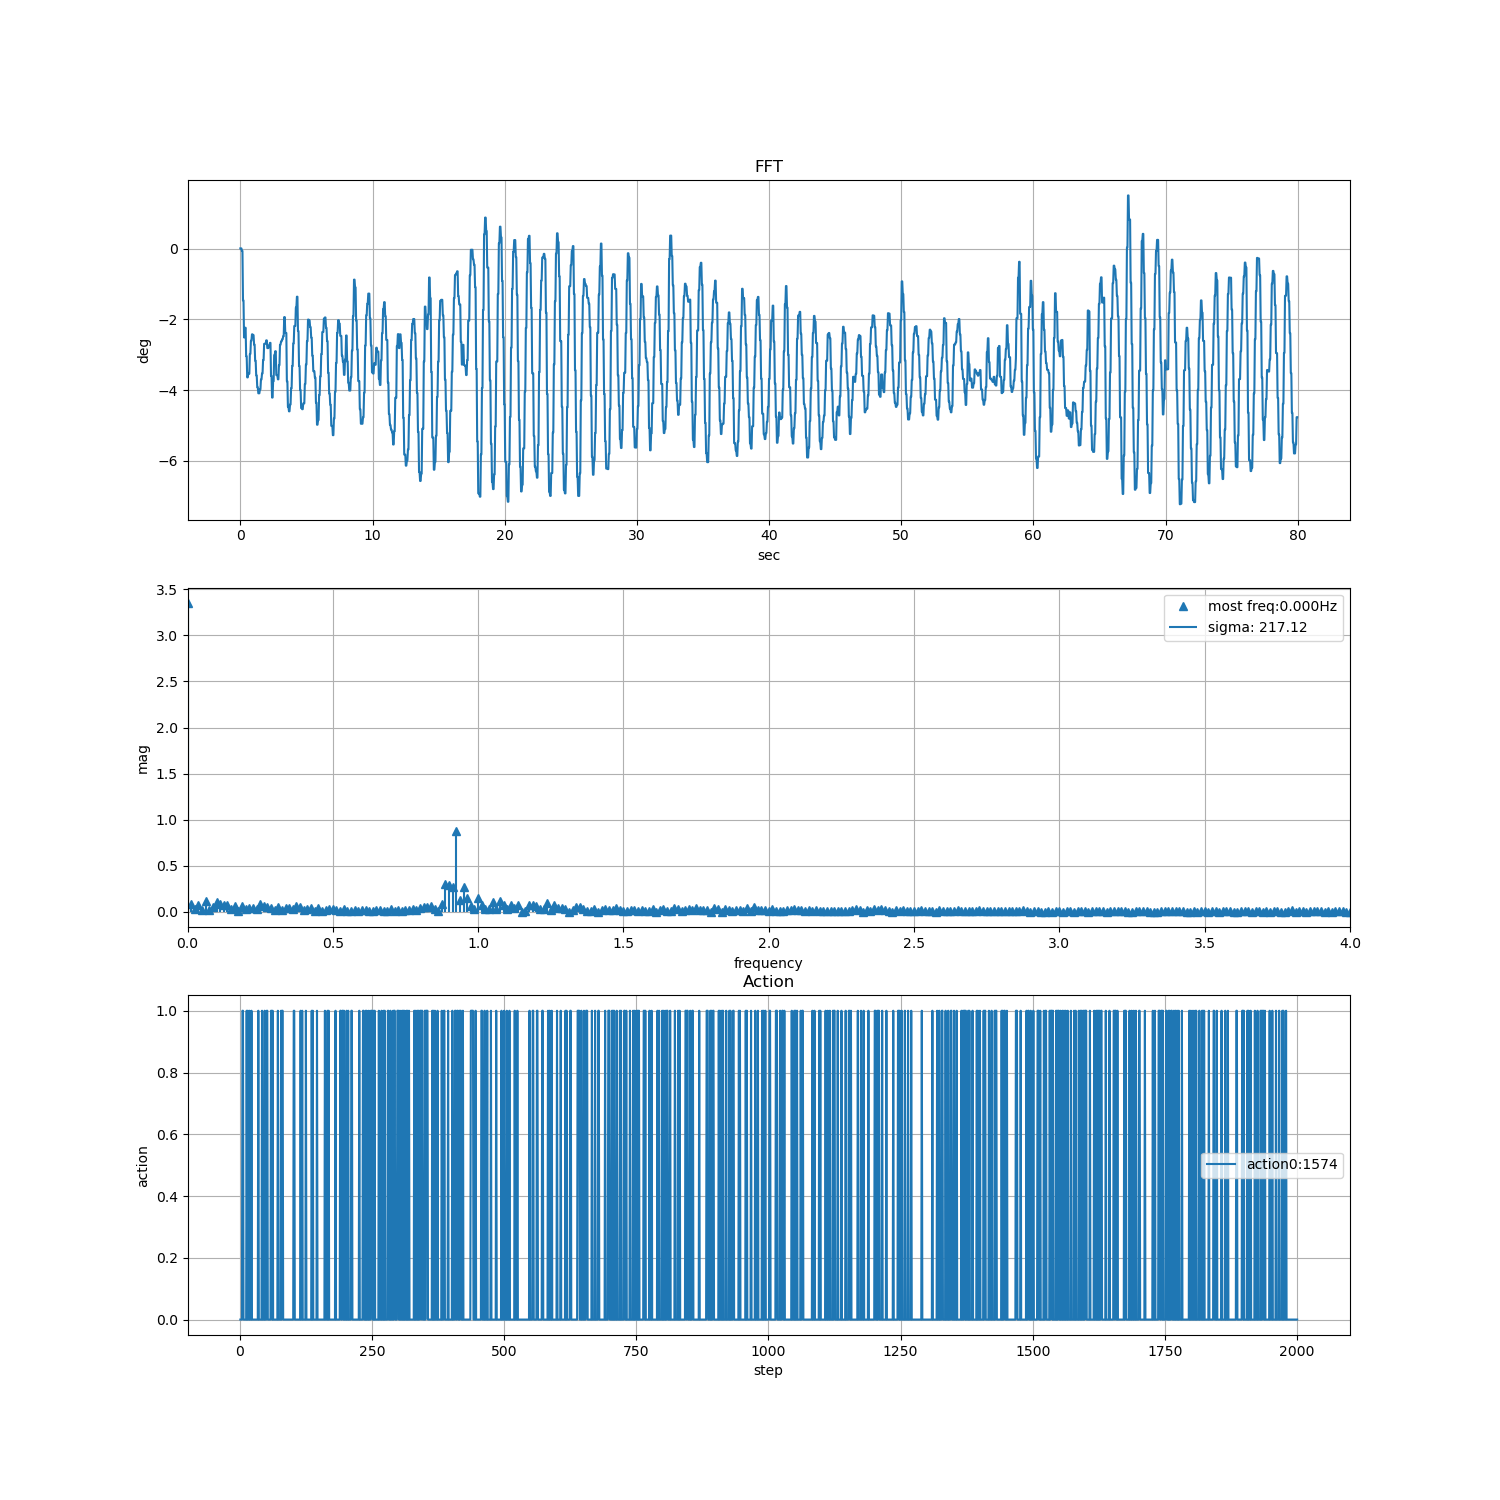 FFT
0
−2
−4
−6
deg
0 10 20 30 40 50 60 70 80
sec
3.5
3.0
2.5
2.0
1.5
1.0
0.5
0.0
mag
most freq:0.000Hz
sigma: 217.12
0.0 0.5 1.0 1.5 2.0 2.5 3.0 3.5 4.0
frequency
Action
1.0
0.8
0.6
0.4
0.2
0.0
action
action0:1574
0 250 500 750 1000 1250 1500 1750 2000
step